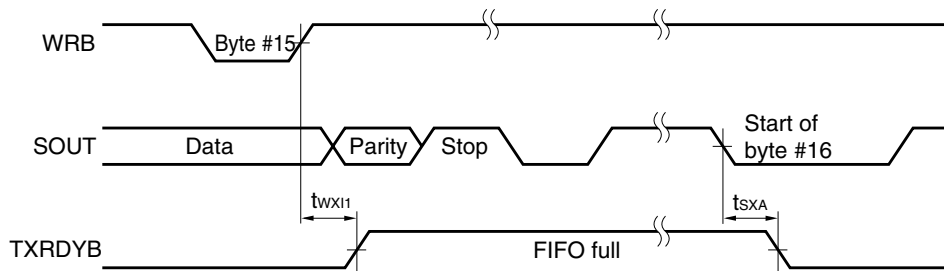 WRB
Byte #15
SOUT
Data
Parity
Stop
Start of
byte #16
tWXI1
tSXA
TXRDYB
FIFO full